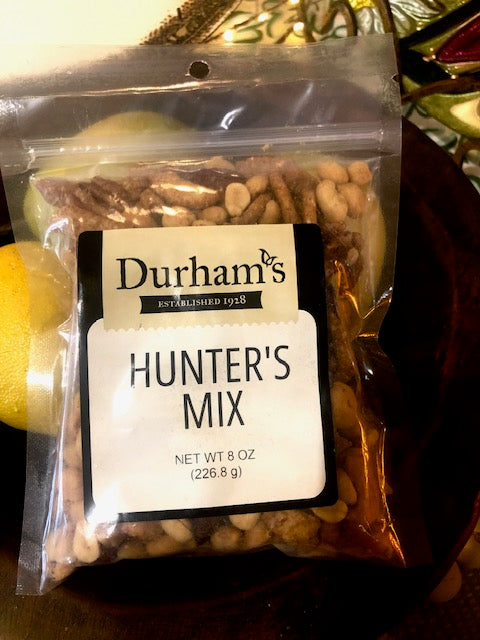 Durham's
ESTABLISHED 1928
HUNTER'S
MIX
NET WT 8 OZ
(226.8 g)